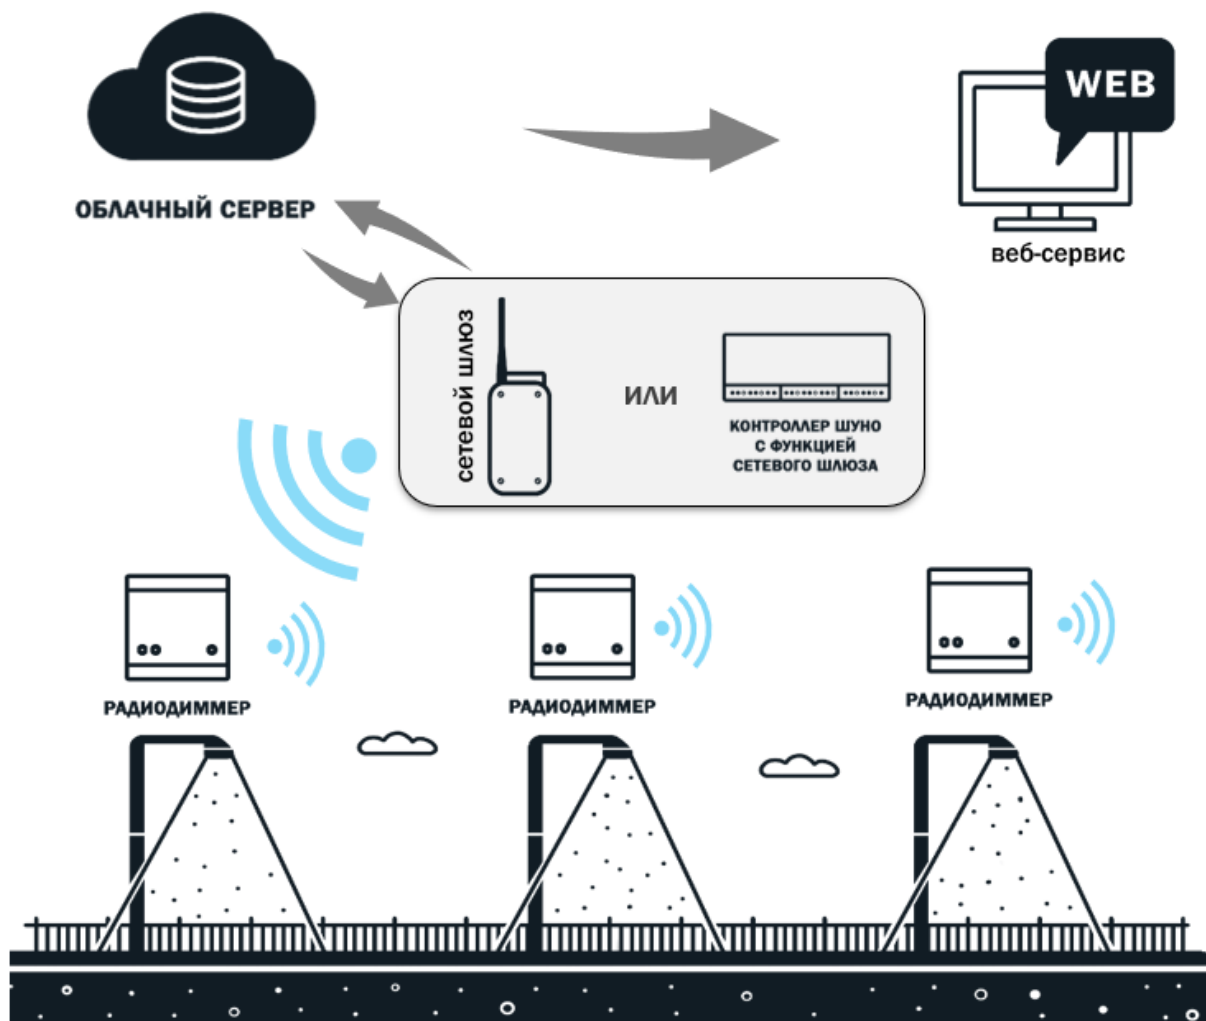 WEB
ОБЛАЧНЫЙ СЕРВЕР
веб-сервис
сетевой шлюз
ИЛИ
КОНТРОЛЛЕР ШУНО
С ФУНКЦИЕЙ
СЕТЕВОГО ШЛЮЗА
РАДИОДИММЕР
РАДИОДИММЕР
РАДИОДИММЕР